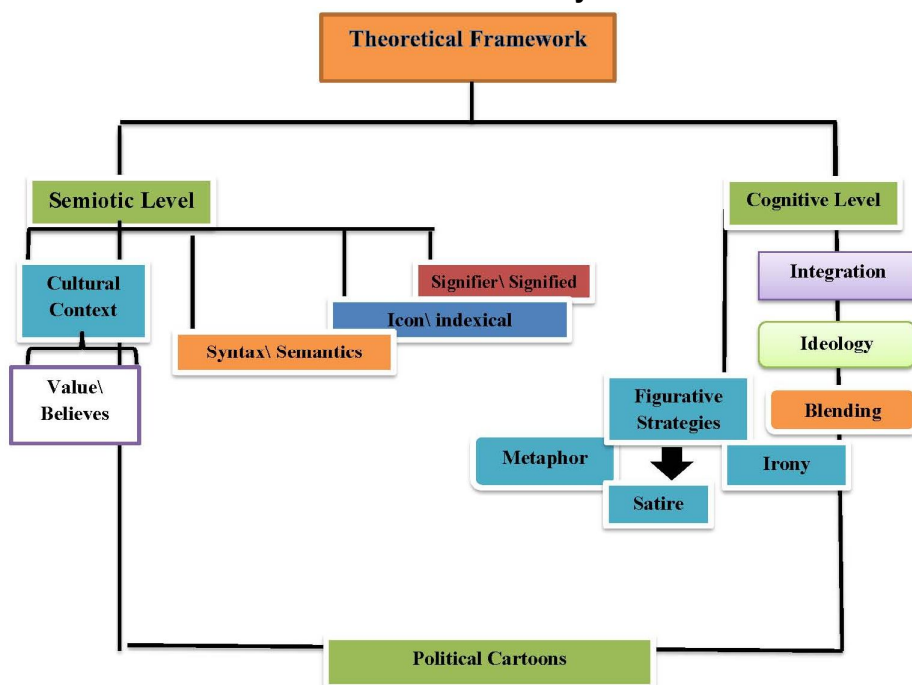 Theoretical Framework
Semiotic Level
Cognitive Level
Cultural
Context
Signifier\ Signified
Icon\ indexical
Syntax\ Semantics
Value\
Believes
Integration
Ideology
Blending
Figurative
Strategies
Metaphor
Irony
Satire
Political Cartoons